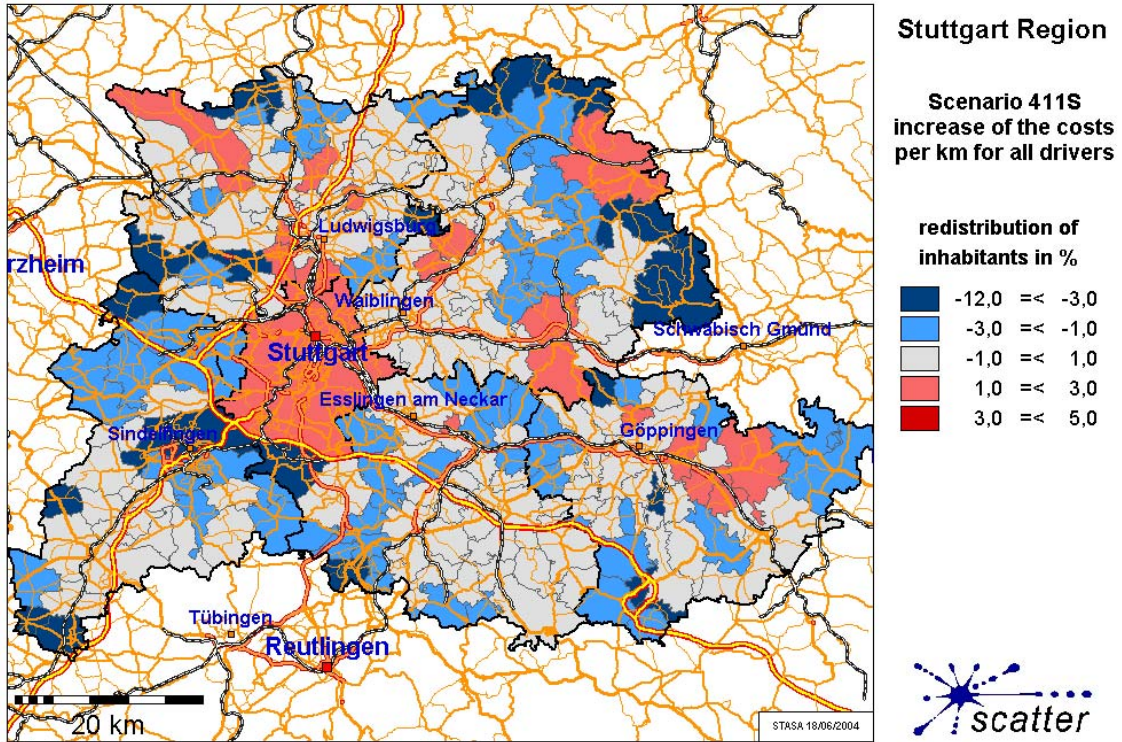 Stuttgart Region
Scenario 411S
increase of the costs
per km for all drivers
redistribution of
inhabitants in %
-12,0 =< -3,0
-3,0 =< -1,0
-1,0 =< 1,0
1,0 =< 3,0
3,0 =< 5,0
Ludwigsburg
rzheim
Waiblingen
Schwäbisch Gmünd
Stuttgart
Esslingen am Neckar
Sindelfingen
Göppingen
Tübingen
Reutlingen
20 km
STASA 18/06/2004
scatter